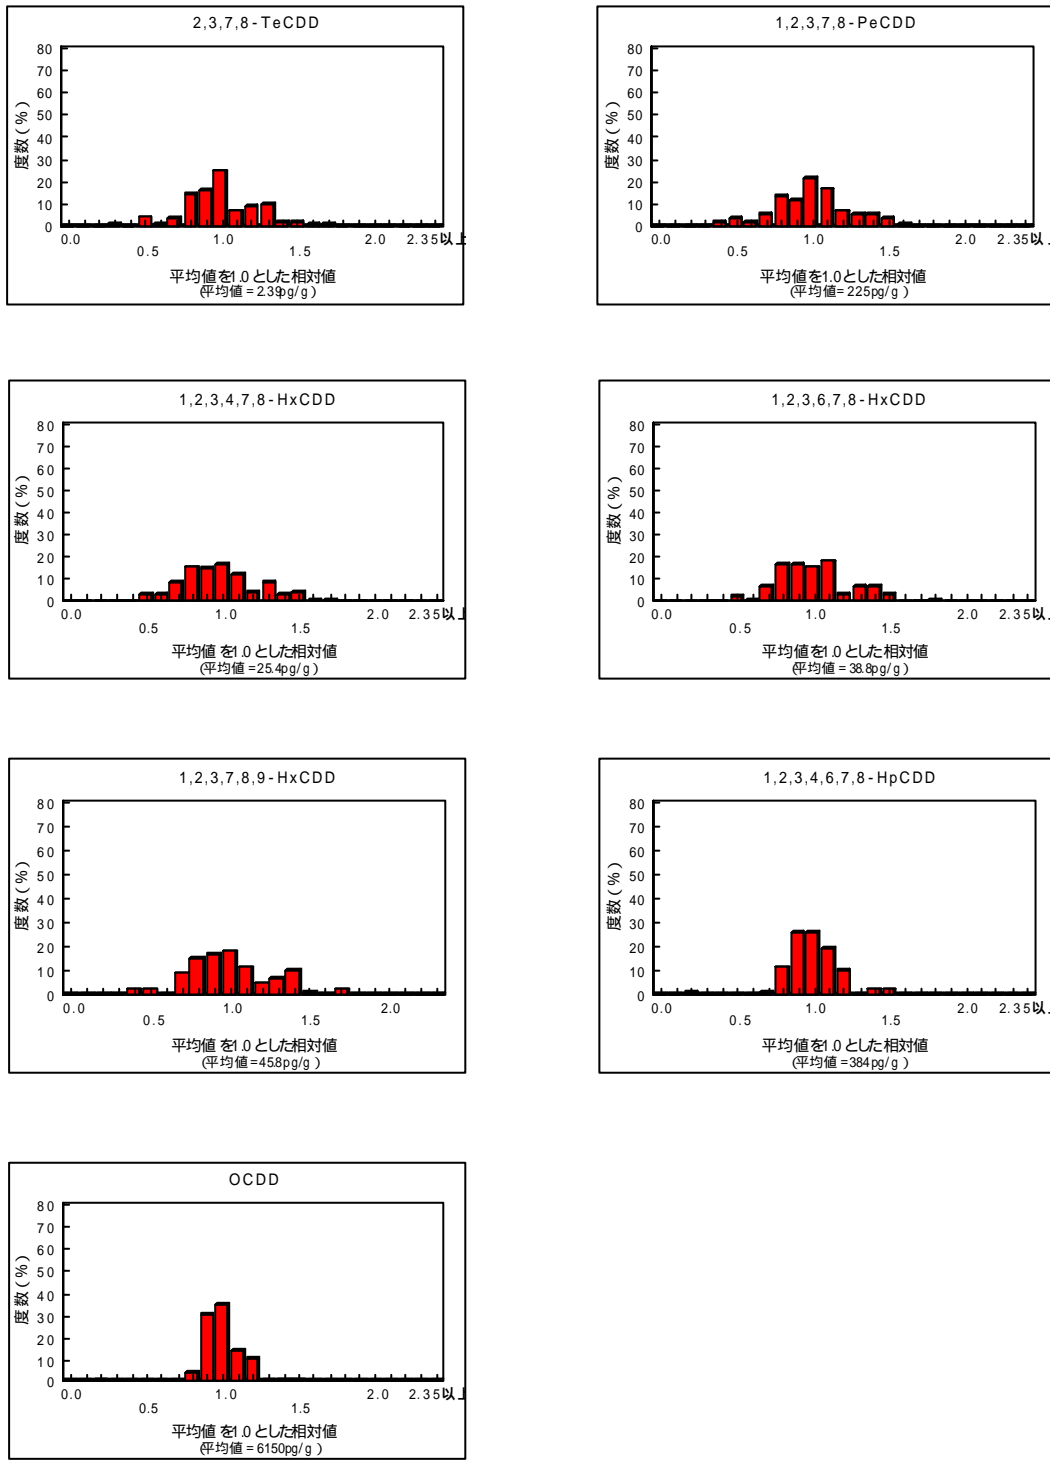 2,3,7,8-TeCDD
度数(%)
80
70
60
50
40
30
20
10
0
0.0
0.5
1.0
1.5
2.0
2.35以上
平均値を1.0とした相対値
(平均値=2.39pg/g)
1,2,3,7,8-PeCDD
度数(%)
80
70
60
50
40
30
20
10
0
0.0
0.5
1.0
1.5
2.0
2.35以上
平均値を1.0とした相対値
(平均値=225pg/g)
1,2,3,4,7,8-HxCDD
度数(%)
80
70
60
50
40
30
20
10
0
0.0
0.5
1.0
1.5
2.0
2.35以上
平均値を1.0とした相対値
(平均値=25.4pg/g)
1,2,3,6,7,8-HxCDD
度数(%)
80
70
60
50
40
30
20
10
0
0.0
0.5
1.0
1.5
2.0
2.35以上
平均値を1.0とした相対値
(平均値=38.8pg/g)
1,2,3,7,8,9-HxCDD
度数(%)
80
70
60
50
40
30
20
10
0
0.0
0.5
1.0
1.5
2.0
平均値を1.0とした相対値
(平均値=45.8pg/g)
1,2,3,4,6,7,8-HpCDD
度数(%)
80
70
60
50
40
30
20
10
0
0.0
0.5
1.0
1.5
2.0
2.35以上
平均値を1.0とした相対値
(平均値=384pg/g)
OCDD
度数(%)
80
70
60
50
40
30
20
10
0
0.0
0.5
1.0
1.5
2.0
2.35以上
平均値を1.0とした相対値
(平均値=6150pg/g)